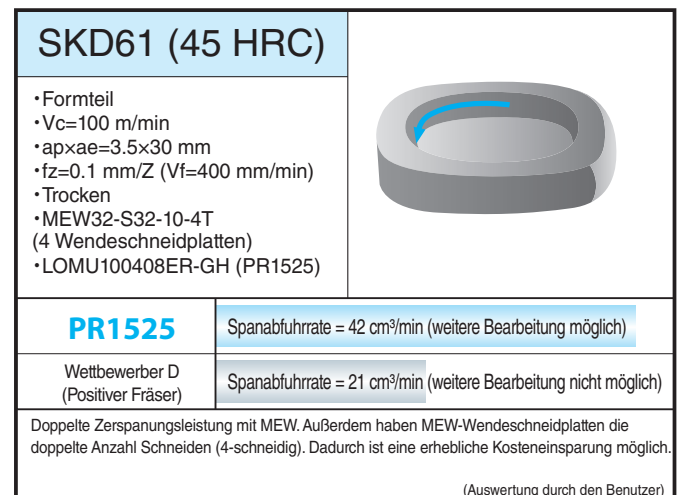 SKD61 (45 HRC)
・Formteil
・Vc=100 m/min
・ap×ae=3.5×30 mm
・fz=0.1 mm/Z (Vf=400 mm/min)
・Trocken
・MEW32-S32-10-4T
(4 Wendeschneidplatten)
・LOMU100408ER-GH (PR1525)
PR1525
Spanabfuhrrate = 42 cm³/min (weitere Bearbeitung möglich)
Wettbewerber D
(Positiver Fräser)
Spanabfuhrrate = 21 cm³/min (weitere Bearbeitung nicht möglich)
Doppelte Zerspanungsleistung mit MEW. Außerdem haben MEW-Wendeschneidplatten die
doppelte Anzahl Schneiden (4-schneidig). Dadurch ist eine erhebliche Kosteneinsparung möglich.
(Auswertung durch den Benutzer)